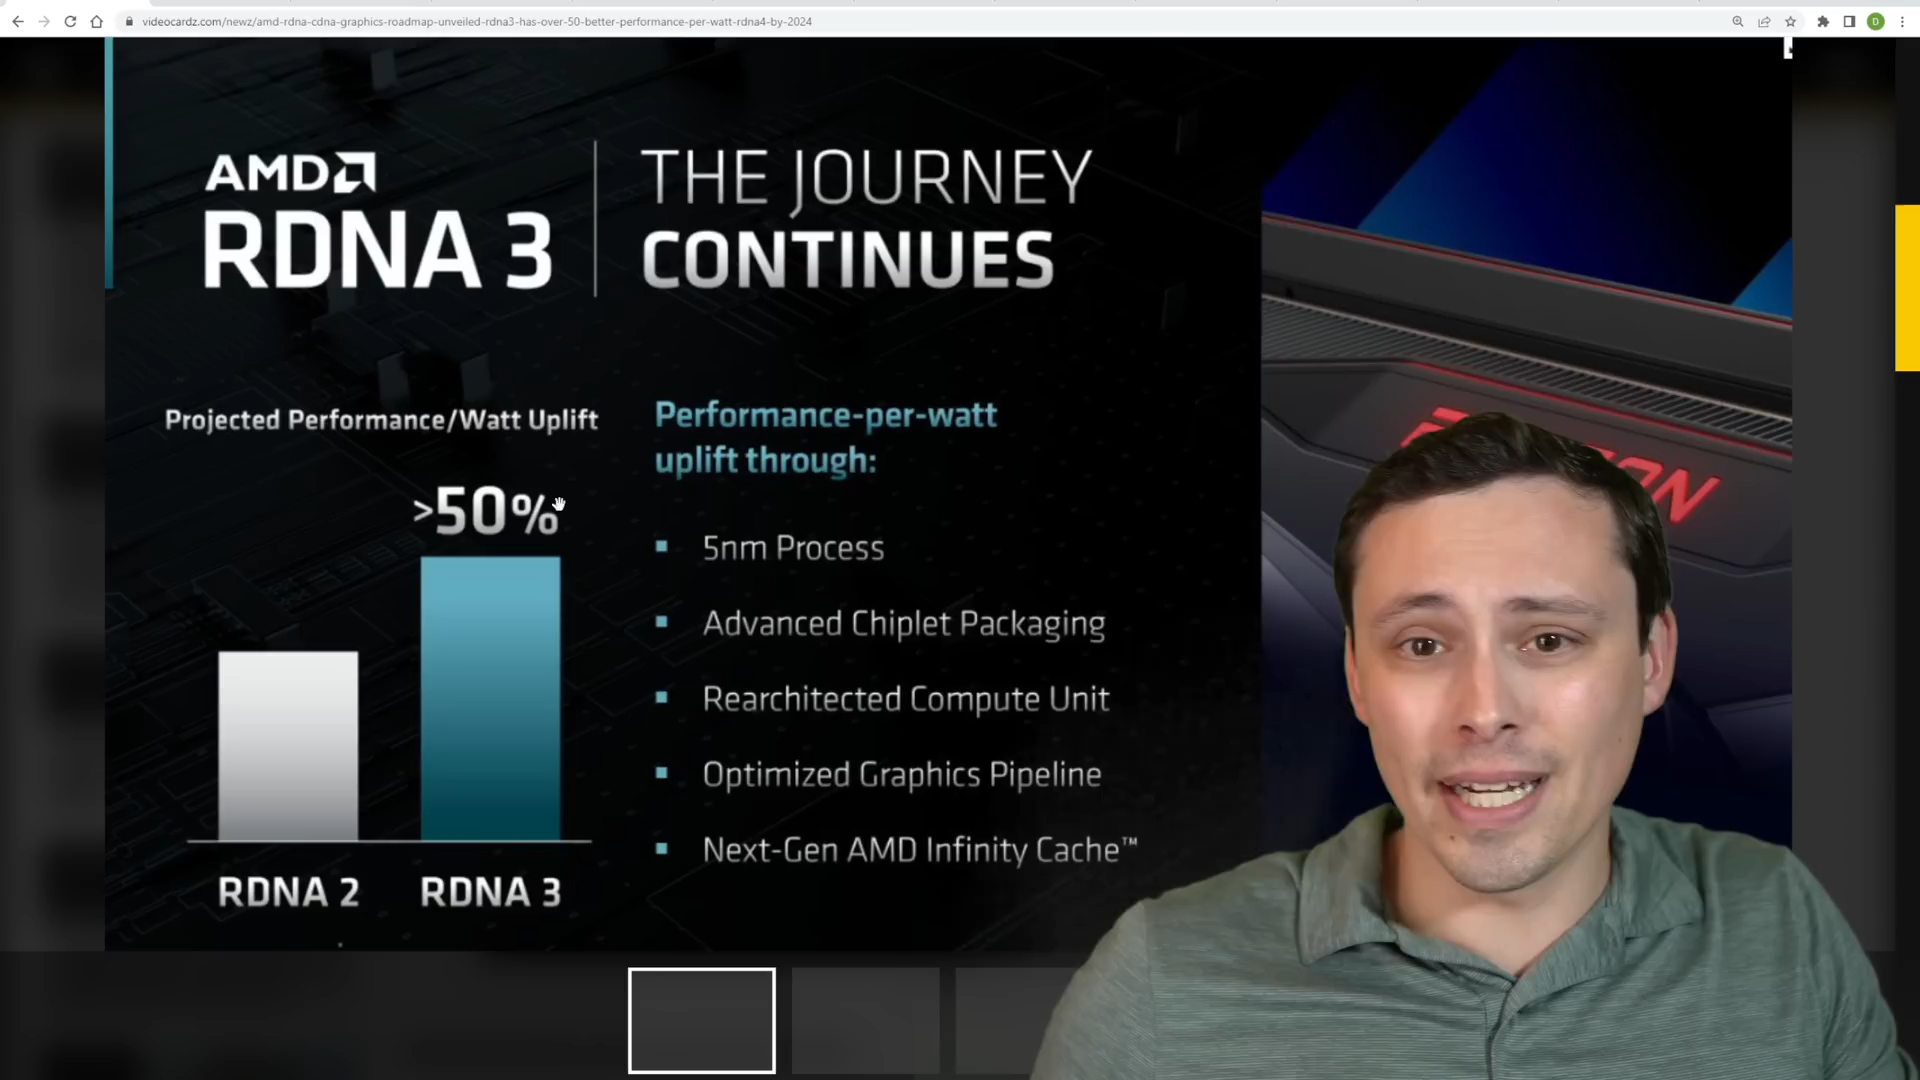 videocardz.com/newz/amd-rdna-cdna-graphics-roadmap-unveiled-rdna3-has-over-50-better-performance-per-watt-rdna4-by-2024
D
AMD
RDNA 3
THE JOURNEY
CONTINUES
Projected Performance/Watt Uplift
>50%
RDNA 2
RDNA 3
Performance-per-watt
uplift through:
▪ 5nm Process
▪ Advanced Chiplet Packaging
▪ Rearchitected Compute Unit
▪ Optimized Graphics Pipeline
▪ Next-Gen AMD Infinity Cache™